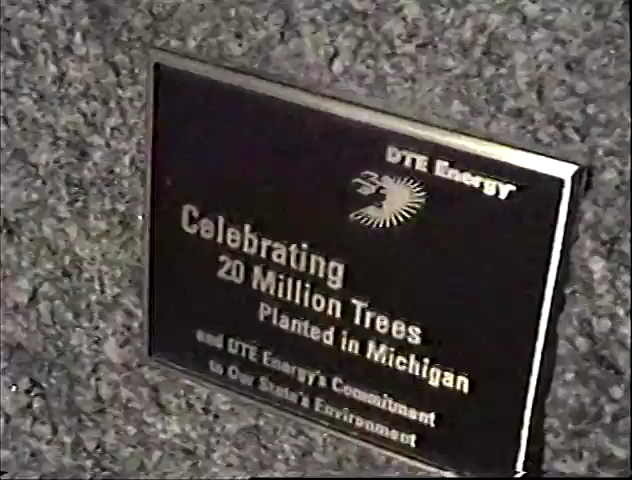 DTE Energy
Celebrating
20 Million Trees
Planted in Michigan
and DTE Energy's Commitment
to Our State's Environment